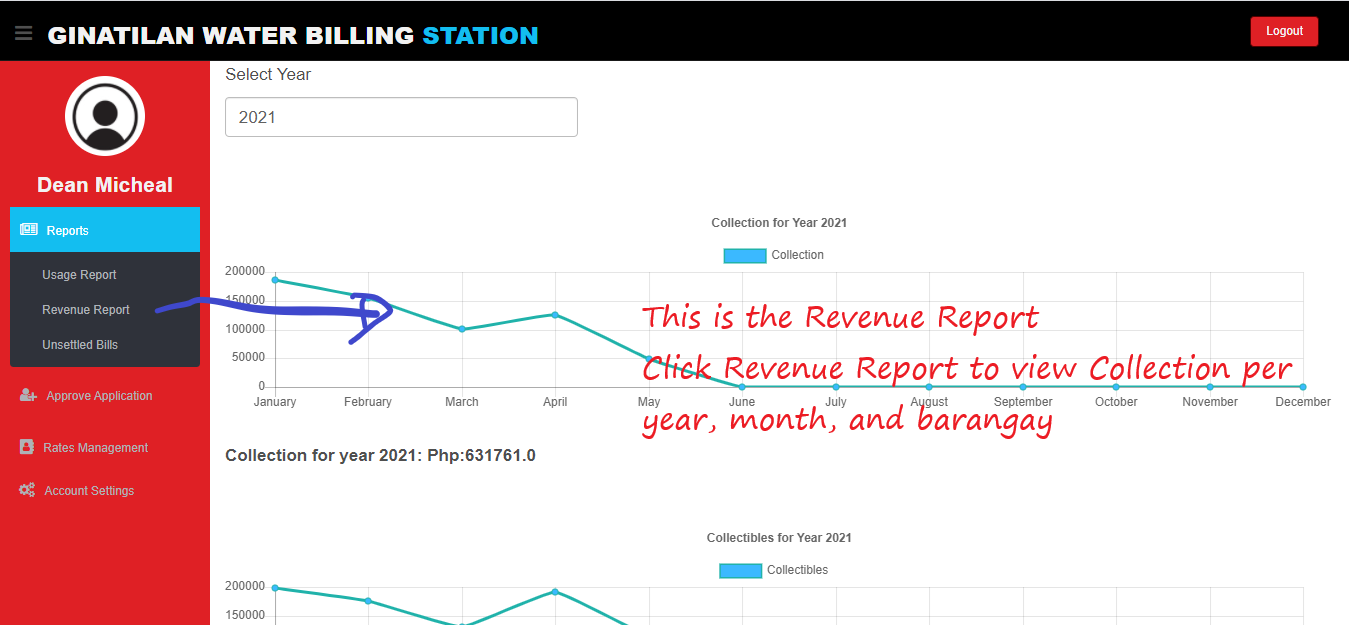 GINATILAN WATER BILLING STATION
Logout
Select Year
2021
Dean Micheal
Reports
Usage Report
Revenue Report
Unsettled Bills
Approve Application
Rates Management
Account Settings
Collection for Year 2021
Collection
200000
150000
100000
50000
0
January February March April May June July August September October November December
This is the Revenue Report
Click Revenue Report to view Collection per
year, month, and barangay
Collection for year 2021: Php:631761.0
Collectibles for Year 2021
Collectibles
200000
150000